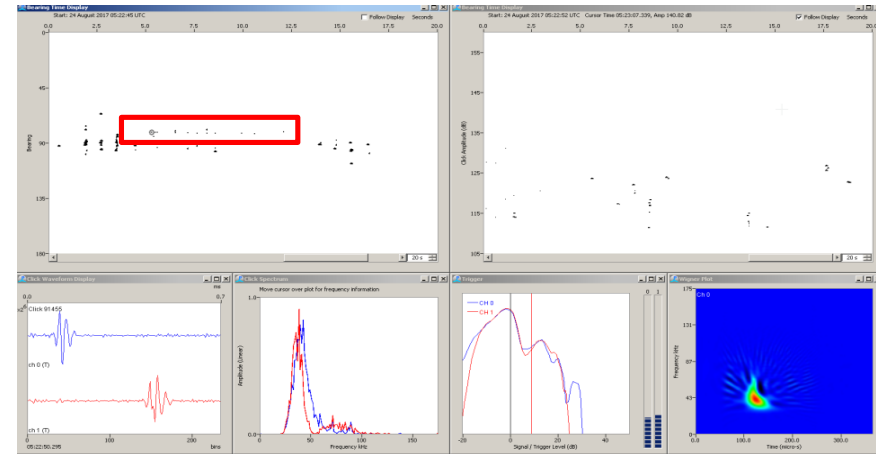 Bearing Time Display
Start: 24 August 2017 05:22:45 UTC
Follow Display
Seconds
0.0 2.5 5.0 7.5 10.0 12.5 15.0 17.5 20.0
0
45
90
135
180
Bearing
20 s
Bearing Time Display
Start: 24 August 2017 05:22:52 UTC Cursor Time 05:23:07.339, Amp 140.82 dB
Follow Display
Seconds
0.0 2.5 5.0 7.5 10.0 12.5 15.0 17.5 20.0
155
145
135
125
115
105
Click Amplitude (dB)
20 s
Click Waveform Display
ms
0.0 0.7
Click 91455
ch 0 (T)
ch 1 (T)
0 100 200
05:22:50.295 bins
Click Spectrum
Move cursor over plot for frequency information
1.0
0.0
Amplitude (Linear)
0 50 100 150
Frequency kHz
Trigger
CH 0
CH 1
0 1
-20 0 20 40
Signal / Trigger Level (dB)
Wigner Plot
Ch 0
175
131
87
43
Frequency kHz
0.0 100.0 200.0 300.0
Time (micro-s)